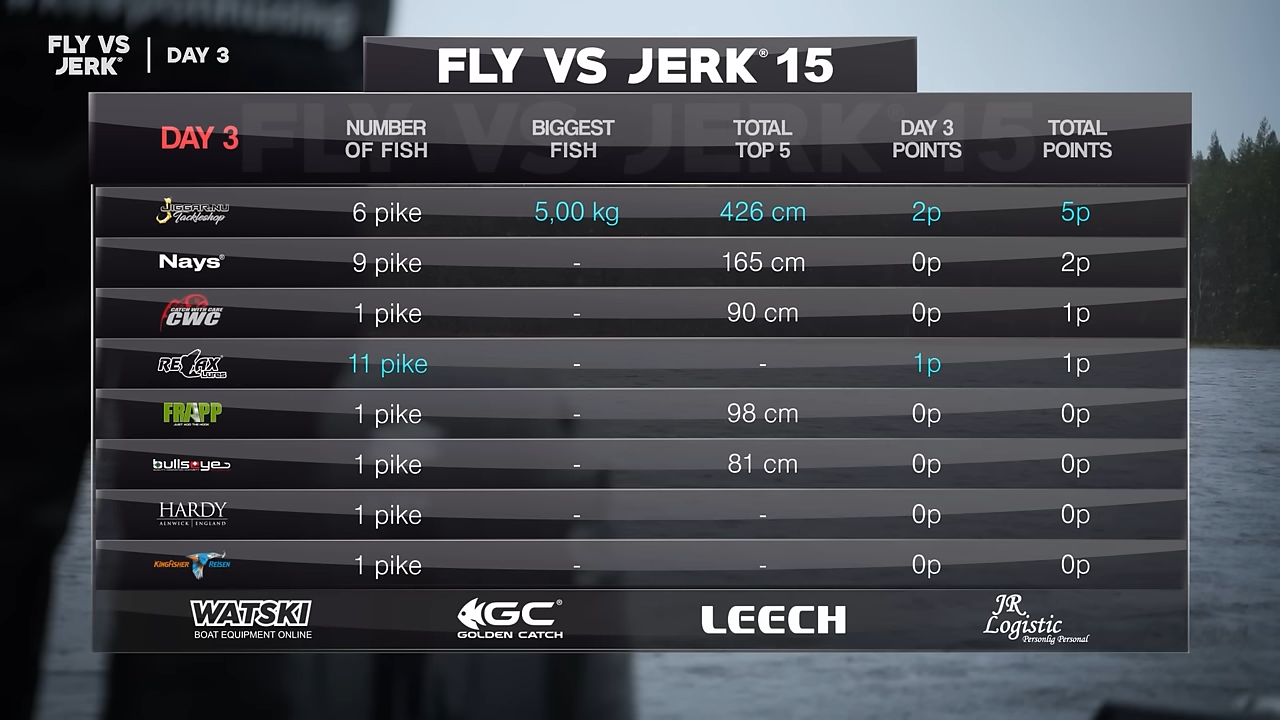 FLY VS
JERK® | DAY 3
FLY VS JERK® 15
DAY 3
NUMBER
OF FISH
BIGGEST
FISH
TOTAL
TOP 5
DAY 3
POINTS
TOTAL
POINTS
JIGGAR.NU Tackleshop 6 pike 5,00 kg 426 cm 2p 5p
Nays® 9 pike - 165 cm 0p 2p
CATCH WITH CARE CWC 1 pike - 90 cm 0p 1p
RELAX Lures 11 pike - - 1p 1p
FRAPP JUST ADD THE HOOK 1 pike - 98 cm 0p 0p
bullseye 1 pike - 81 cm 0p 0p
HARDY ALNWICK | ENGLAND 1 pike - - 0p 0p
KINGFISHER REISEN 1 pike - - 0p 0p
WATSKI
BOAT EQUIPMENT ONLINE
GC®
GOLDEN CATCH
LEECH
JR
Logistic
Personlig Personal